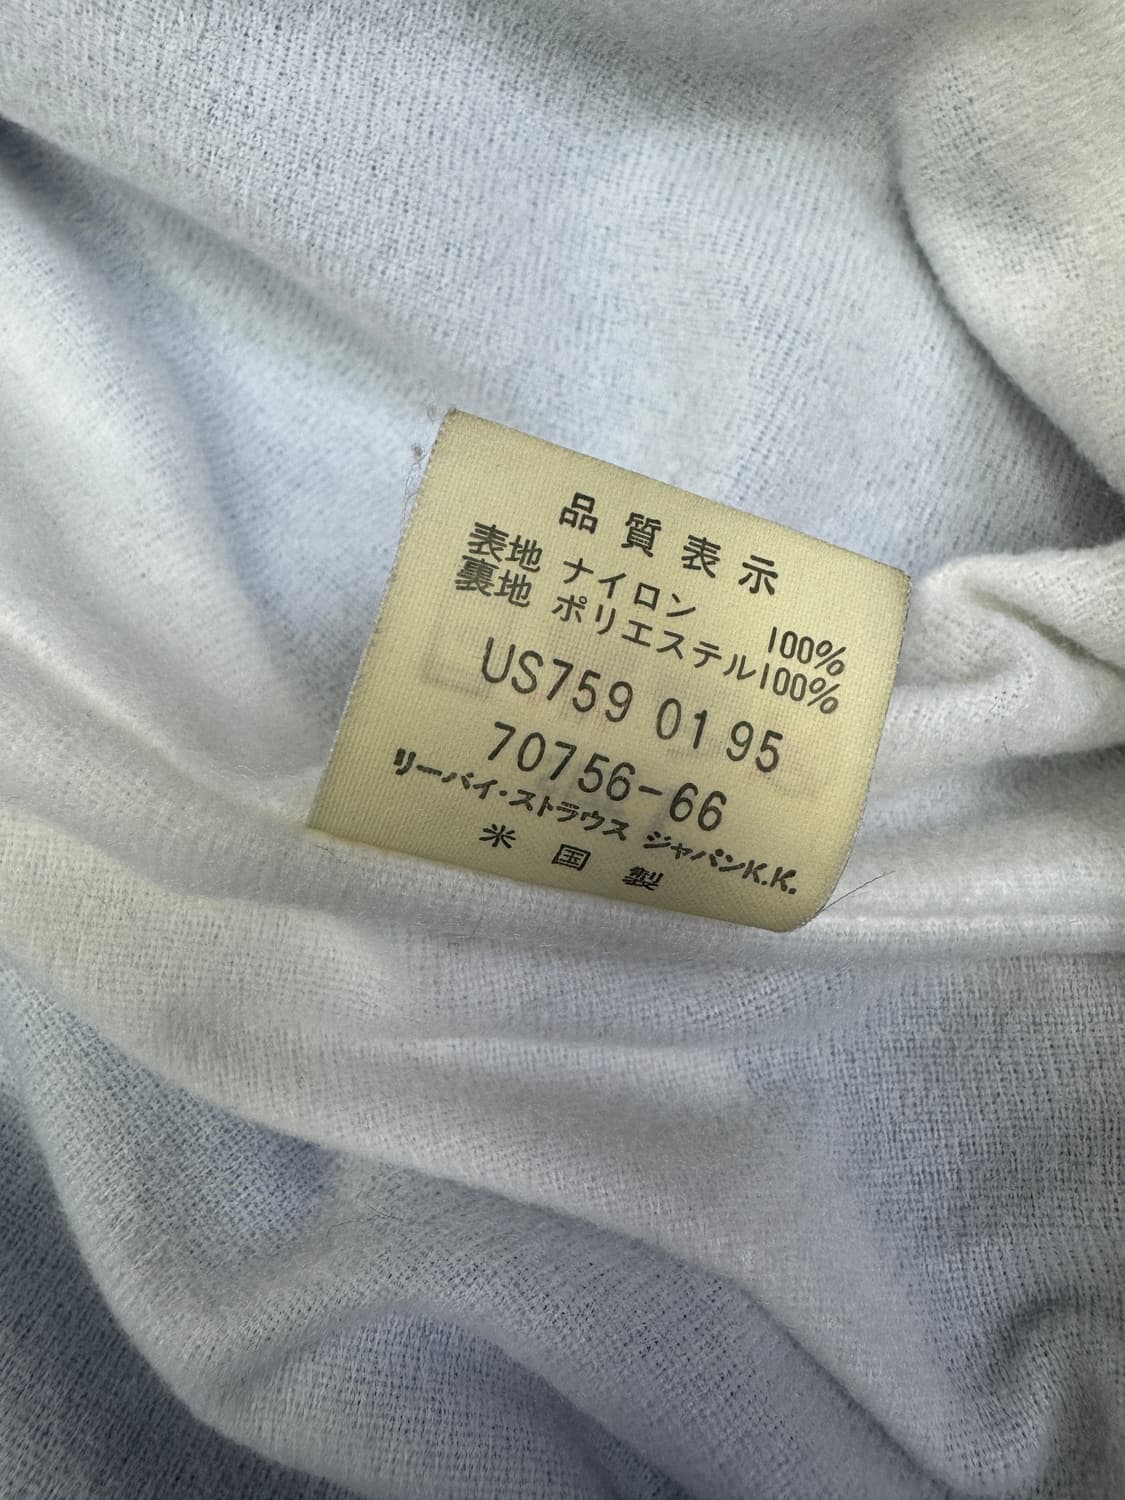 品質表示
表地 ナイロン 100%
裏地 ポリエステル100%
US759 01 95
70756-66
リーバイ・ストラウス ジャパンK.K.
米国製